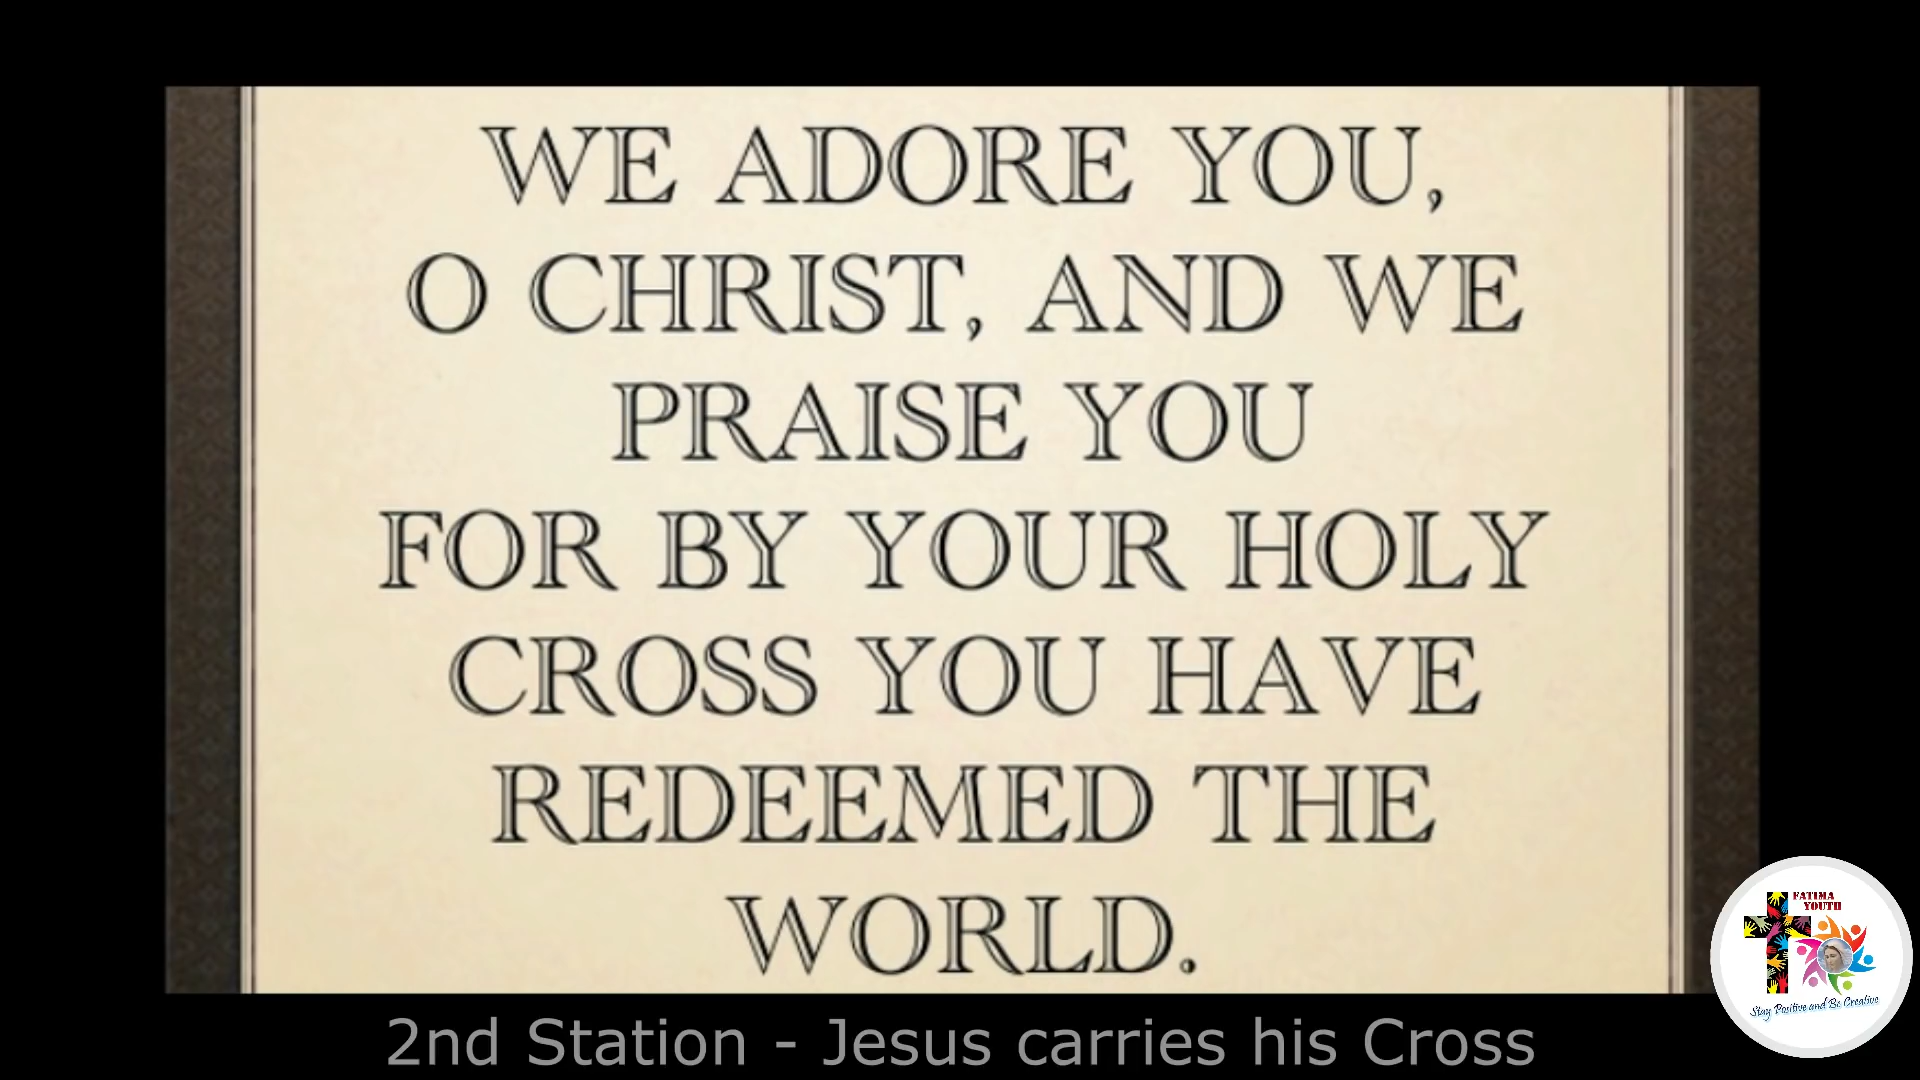 WE ADORE YOU,
O CHRIST, AND WE
PRAISE YOU
FOR BY YOUR HOLY
CROSS YOU HAVE
REDEEMED THE
WORLD.
FATIMA
YOUTH
Stay Positive and Be Creative
2nd Station - Jesus carries his Cross